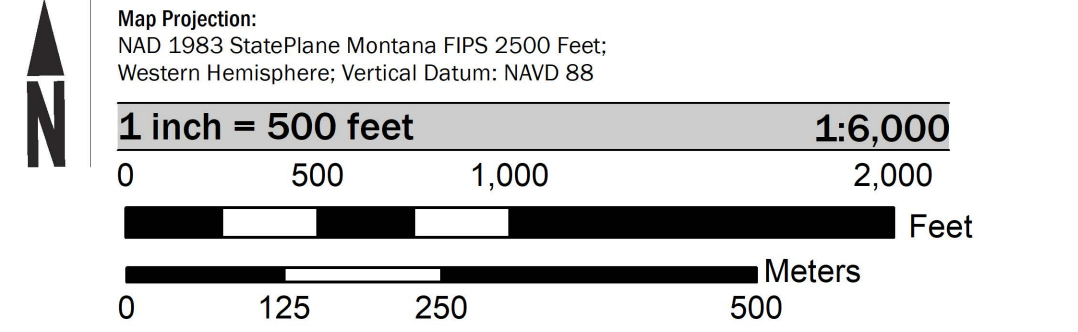 N
Map Projection:
NAD 1983 StatePlane Montana FIPS 2500 Feet;
Western Hemisphere; Vertical Datum: NAVD 88
1 inch = 500 feet 1:6,000
0 500 1,000 2,000
Feet
Meters
0 125 250 500